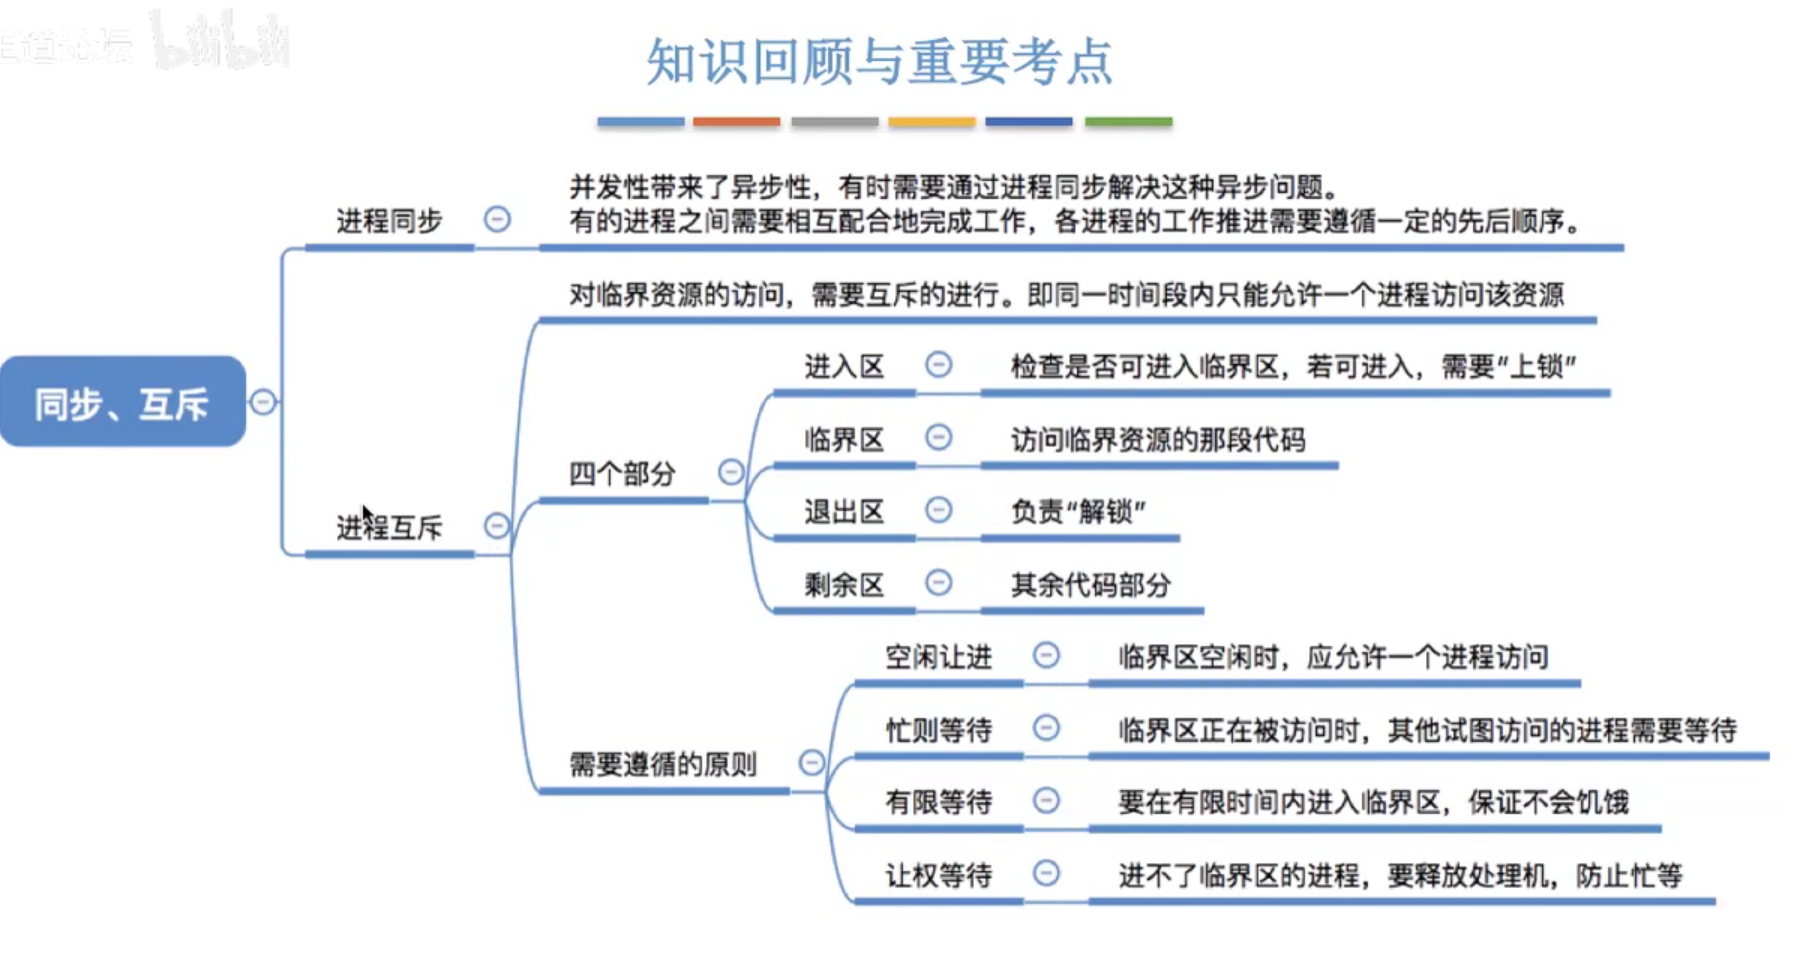 王道论坛 bilibili
知识回顾与重要考点
并发性带来了异步性，有时需要通过进程同步解决这种异步问题。
进程同步
有的进程之间需要相互配合地完成工作，各进程的工作推进需要遵循一定的先后顺序。
对临界资源的访问，需要互斥的进行。即同一时间段内只能允许一个进程访问该资源
进入区
检查是否可进入临界区，若可进入，需要“上锁”
同步、互斥
临界区
访问临界资源的那段代码
四个部分
退出区
负责“解锁”
进程互斥
剩余区
其余代码部分
空闲让进
临界区空闲时，应允许一个进程访问
忙则等待
临界区正在被访问时，其他试图访问的进程需要等待
需要遵循的原则
有限等待
要在有限时间内进入临界区，保证不会饥饿
让权等待
进不了临界区的进程，要释放处理机，防止忙等